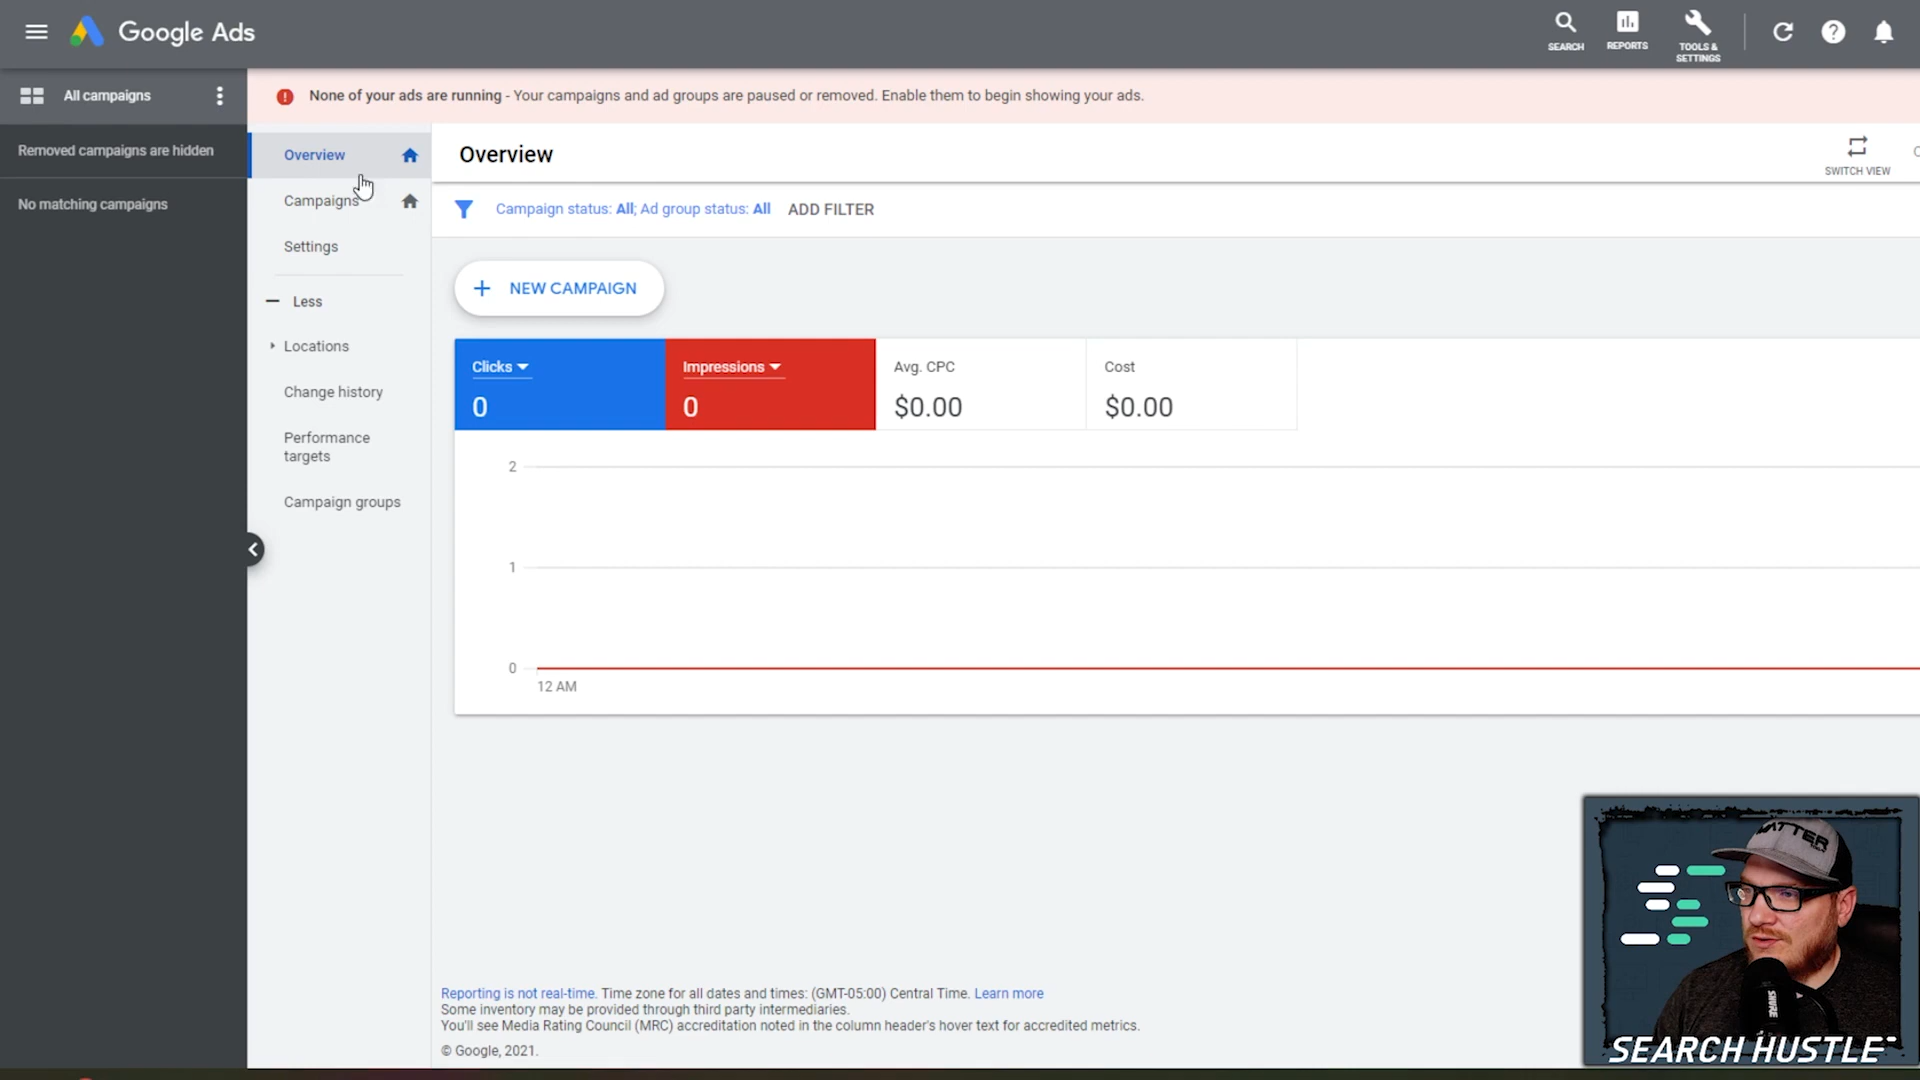 Google Ads
SEARCH
REPORTS
TOOLS &
SETTINGS
All campaigns
None of your ads are running - Your campaigns and ad groups are paused or removed. Enable them to begin showing your ads.
Removed campaigns are hidden
No matching campaigns
Overview
Campaigns
Settings
Less
Locations
Change history
Performance
targets
Campaign groups
Overview
SWITCH VIEW
Campaign status: All; Ad group status: All ADD FILTER
NEW CAMPAIGN
Clicks
0
Impressions
0
Avg. CPC
$0.00
Cost
$0.00
2
1
0
12 AM
Reporting is not real-time. Time zone for all dates and times: (GMT-05:00) Central Time. Learn more
Some inventory may be provided through third party intermediaries.
You'll see Media Rating Council (MRC) accreditation noted in the column header's hover text for accredited metrics.
© Google, 2021.
SHURE
SEARCH HUSTLE